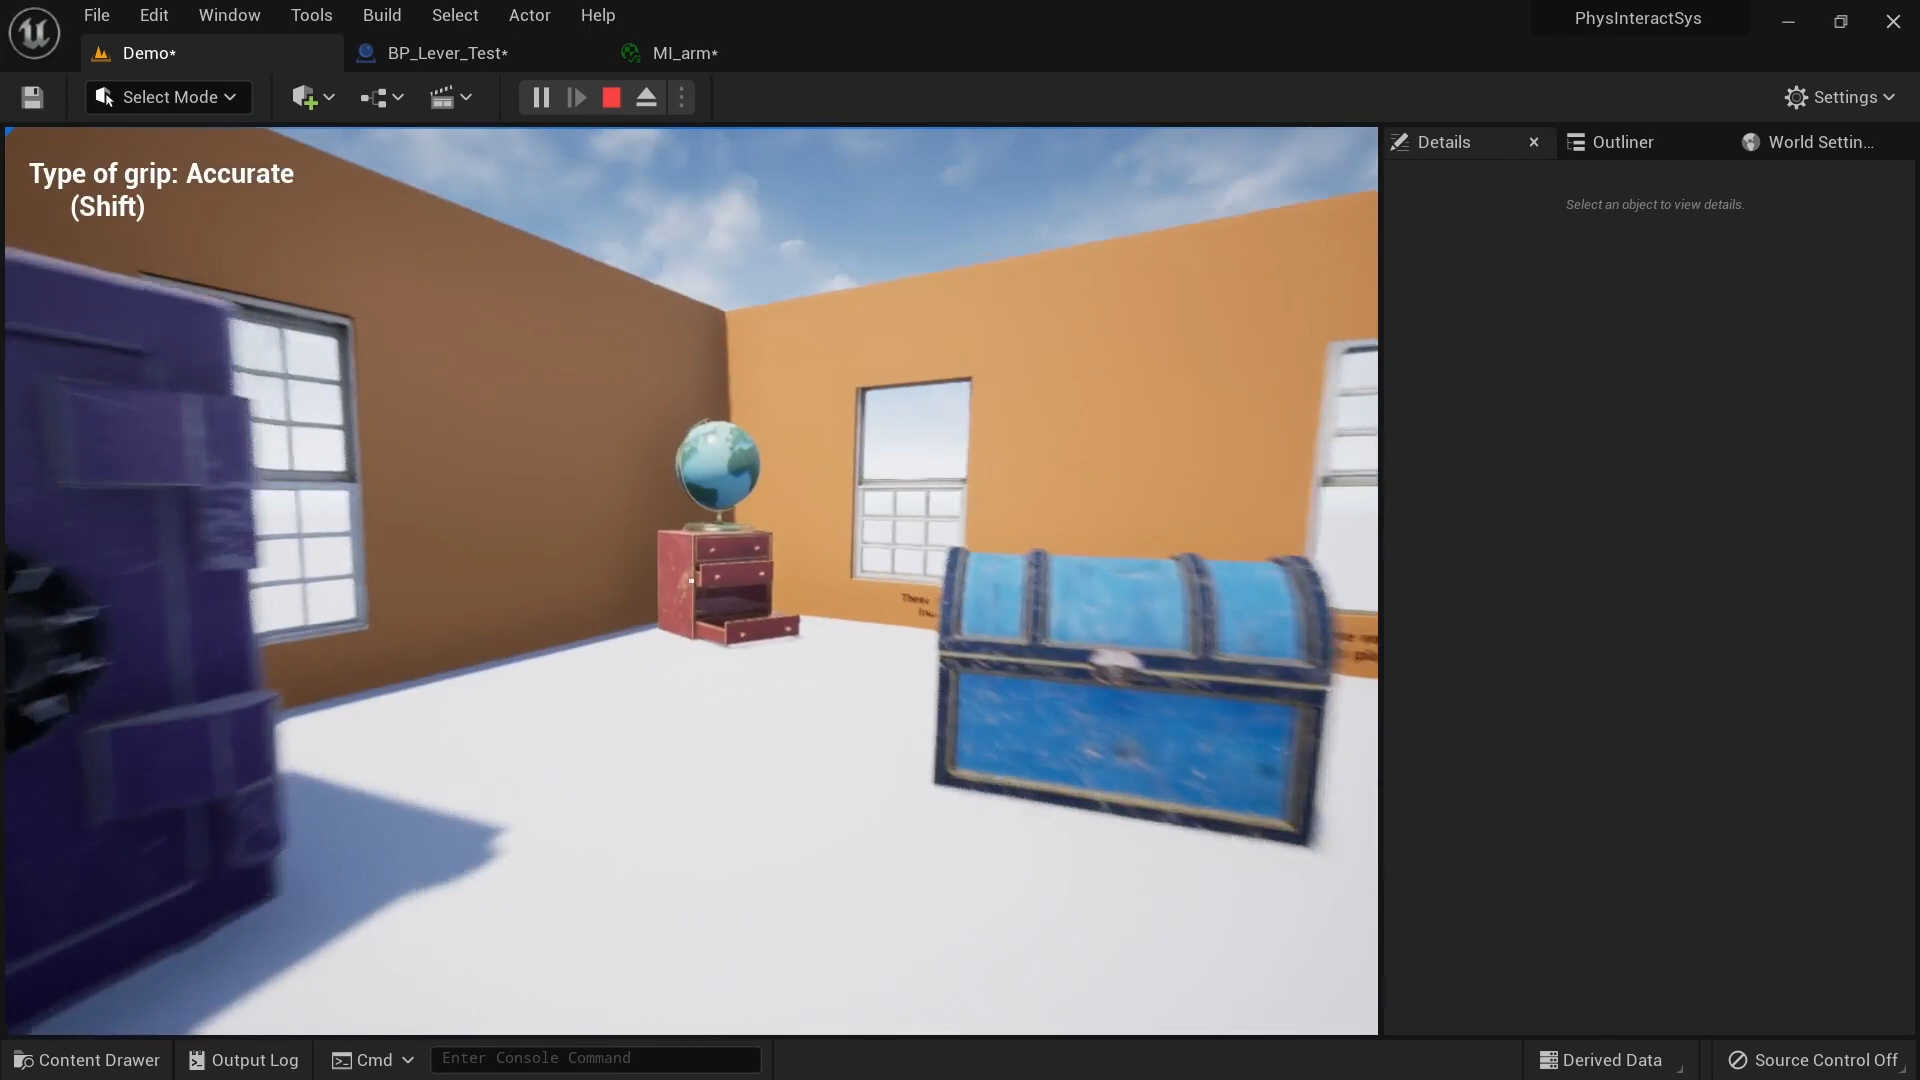 File Edit Window Tools Build Select Actor Help
PhysInteractSys
Demo*
BP_Lever_Test*
MI_arm*
Select Mode
Settings
Type of grip: Accurate
(Shift)
Details
Outliner
World Settin...
Select an object to view details.
Content Drawer
Output Log
Cmd
Enter Console Command
Derived Data
Source Control Off